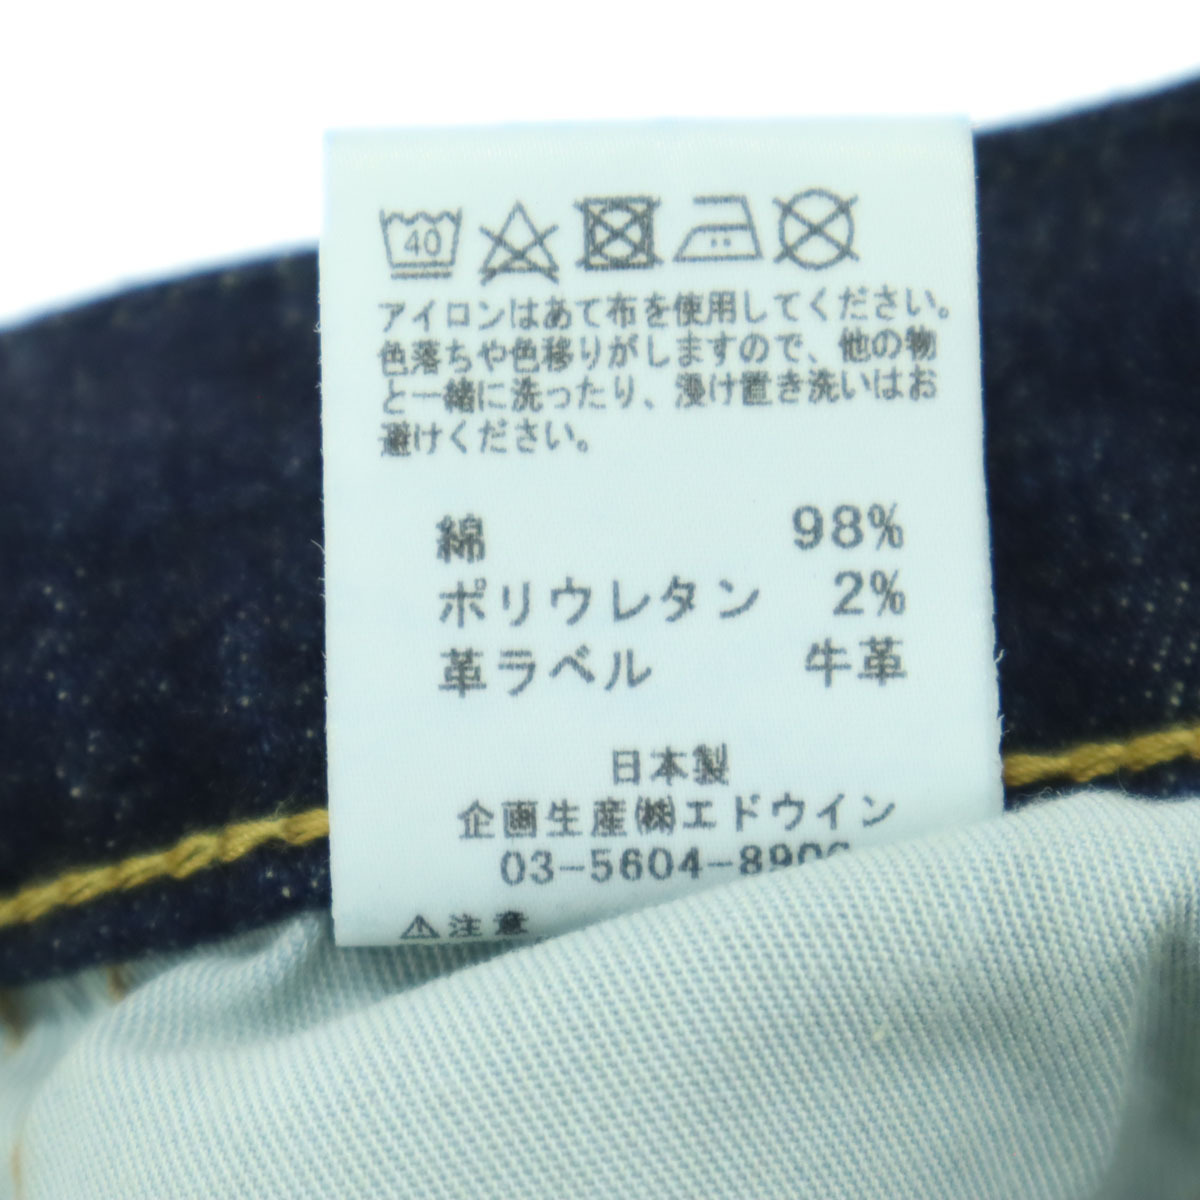 40
アイロンはあて布を使用してください。
色落ちや色移りがしますので、他の物
と一緒に洗ったり、浸け置き洗いはお
避けください。
綿 98%
ポリウレタン 2%
革ラベル 牛革
日本製
企画生産㈱エドウイン
03-5604-890
⚠注意